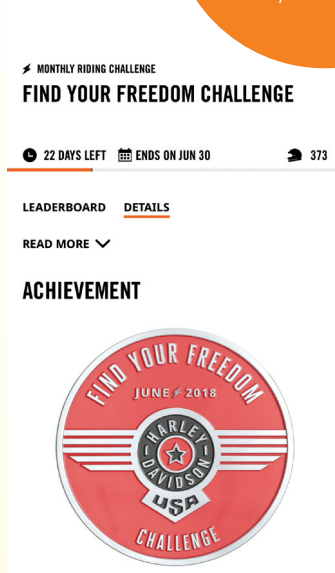 MONTHLY RIDING CHALLENGE
FIND YOUR FREEDOM CHALLENGE
22 DAYS LEFT ENDS ON JUN 30 373
LEADERBOARD DETAILS
READ MORE
ACHIEVEMENT
FIND YOUR FREEDOM
JUNE 2018
HARLEY-DAVIDSON
USA
CHALLENGE